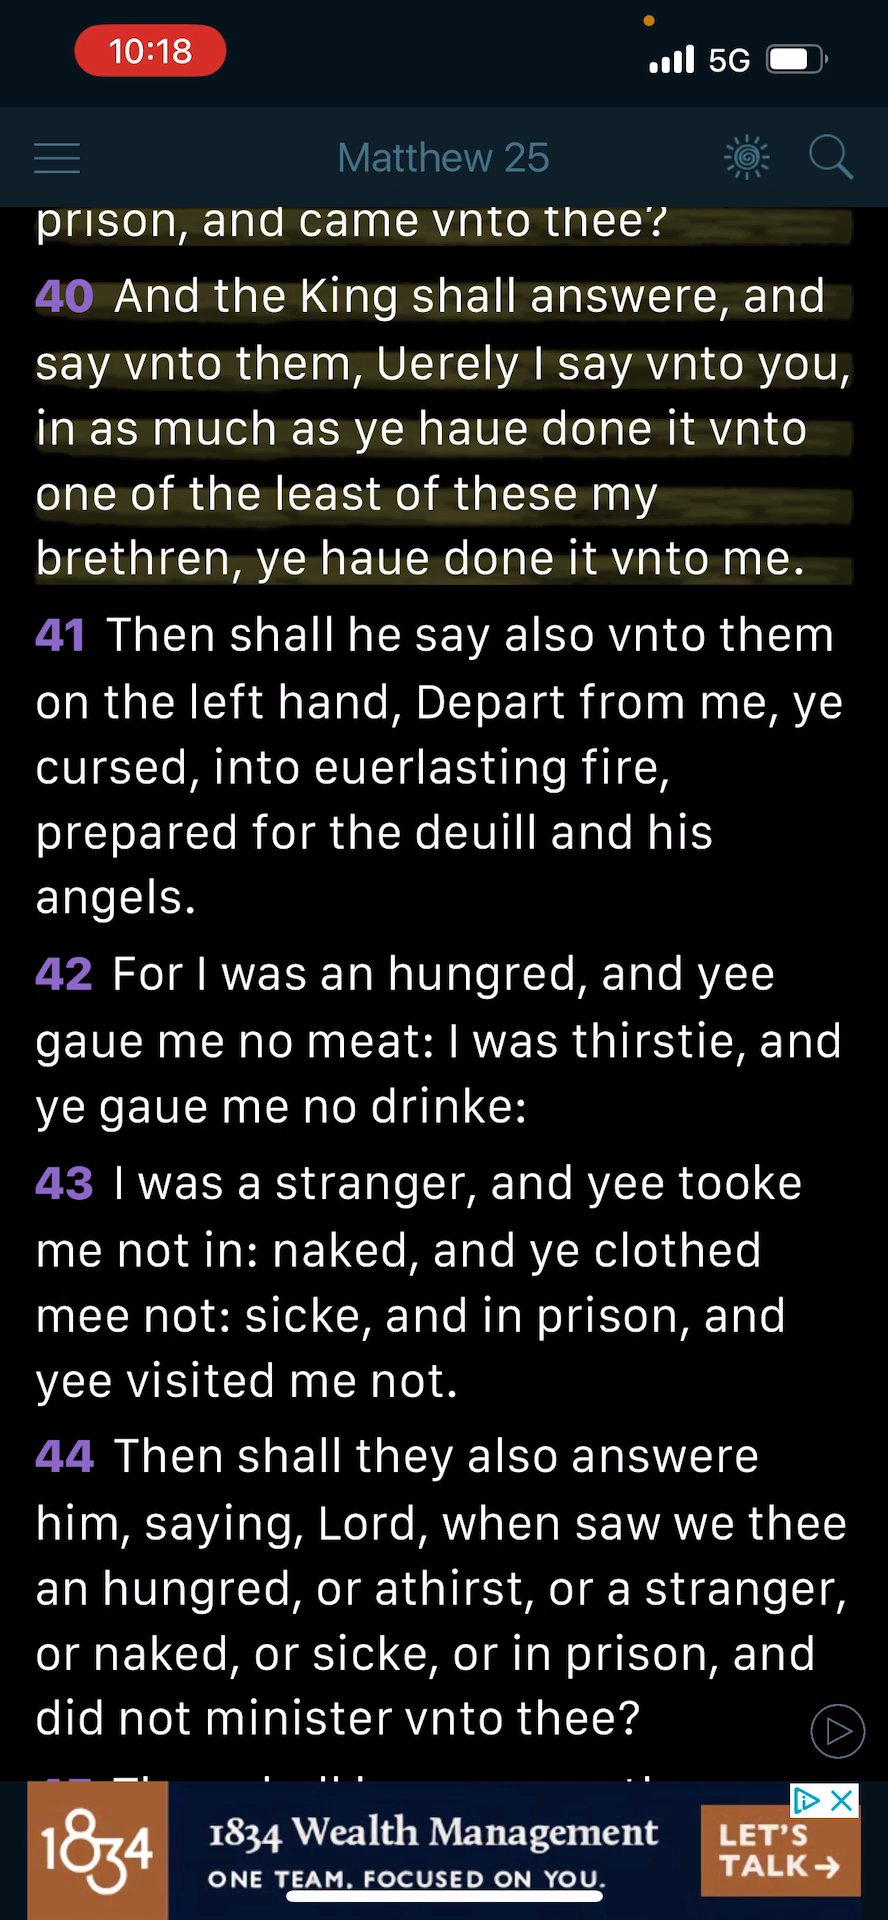 10:18
5G
Matthew 25
prison, and came vnto thee?
40 And the King shall answere, and
say vnto them, Uerely I say vnto you,
in as much as ye haue done it vnto
one of the least of these my
brethren, ye haue done it vnto me.
41 Then shall he say also vnto them
on the left hand, Depart from me, ye
cursed, into euerlasting fire,
prepared for the deuill and his
angels.
42 For I was an hungred, and yee
gaue me no meat: I was thirstie, and
ye gaue me no drinke:
43 I was a stranger, and yee tooke
me not in: naked, and ye clothed
mee not: sicke, and in prison, and
yee visited me not.
44 Then shall they also answere
him, saying, Lord, when saw we thee
an hungred, or athirst, or a stranger,
or naked, or sicke, or in prison, and
did not minister vnto thee?
1834
1834 Wealth Management
ONE TEAM. FOCUSED ON YOU.
LET'S
TALK→